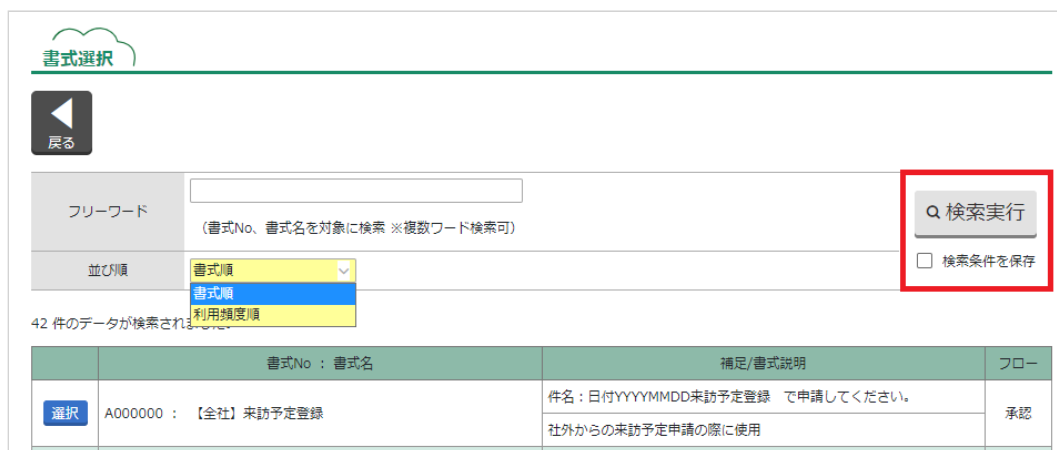 書式選択
戻る
フリーワード
(書式No、書式名を対象に検索 ※複数ワード検索可)
検索実行
検索条件を保存
並び順
書式順
書式順
利用頻度順
42 件のデータが検索され
書式No : 書式名
補足/書式説明
フロー
選択
A000000 : 【全社】来訪予定登録
件名:日付YYYYMMDD来訪予定登録 で申請してください。
社外からの来訪予定申請の際に使用
承認